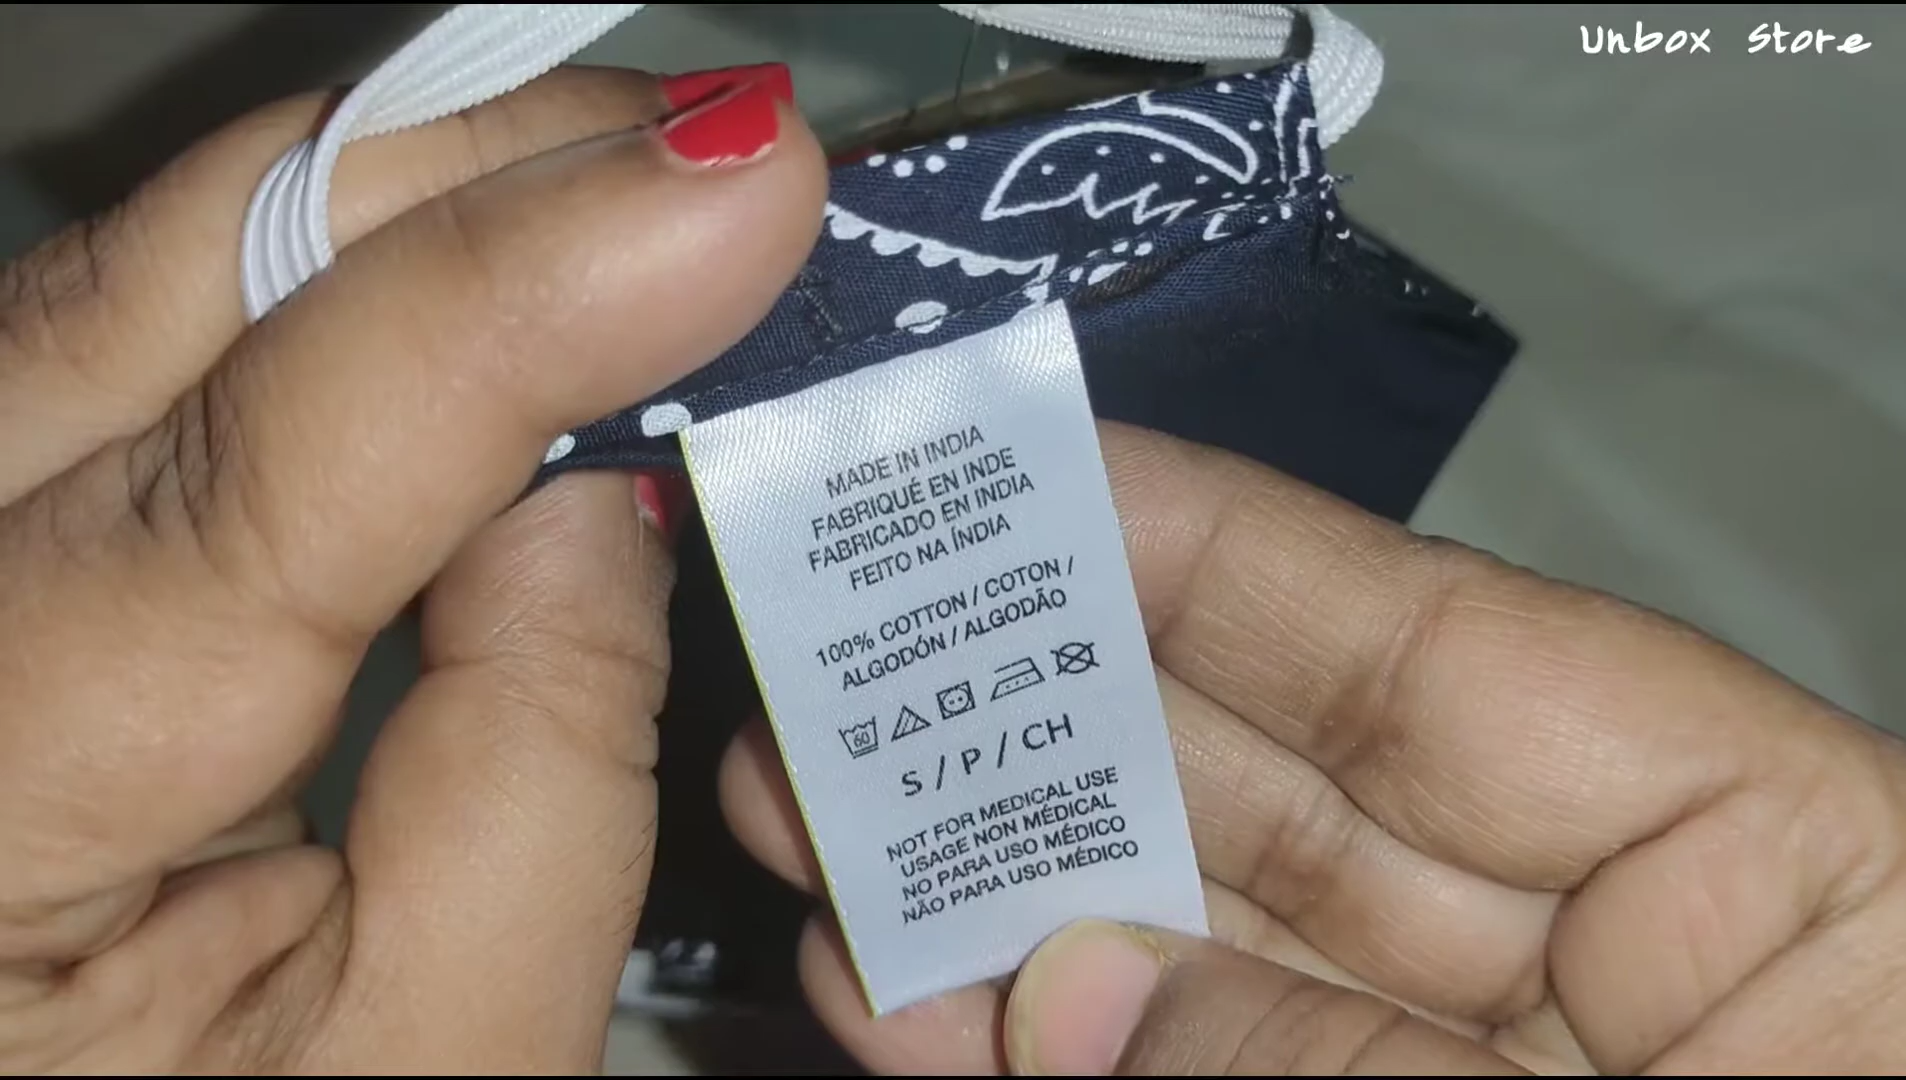 Unbox Store
MADE IN INDIA
FABRIQUÉ EN INDE
FABRICADO EN INDIA
FEITO NA ÍNDIA
100% COTTON / COTON /
ALGODÓN / ALGODÃO
60
S / P / CH
NOT FOR MEDICAL USE
USAGE NON MÉDICAL
NO PARA USO MÉDICO
NÃO PARA USO MÉDICO